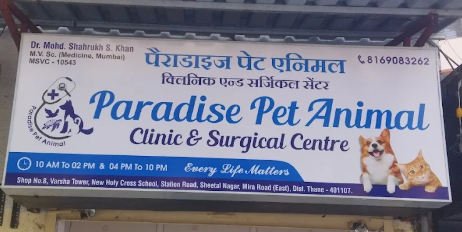 Dr. Mohd. Shahrukh S. Khan
M.V. Sc. (Medicine, Mumbai)
MSVC - 10543
पैराडाइज पेट एनिमल
क्लिनिक एन्ड सर्जिकल सेंटर
8169083262
Paradise Pet Animal
Paradise Pet Animal
Clinic & Surgical Centre
10 AM To 02 PM & 04 PM To 10 PM
Every Life Matters
Shop No.8, Varsha Tower, New Holy Cross School, Station Road, Sheetal Nagar, Mira Road (East), Dist. Thane - 401107.